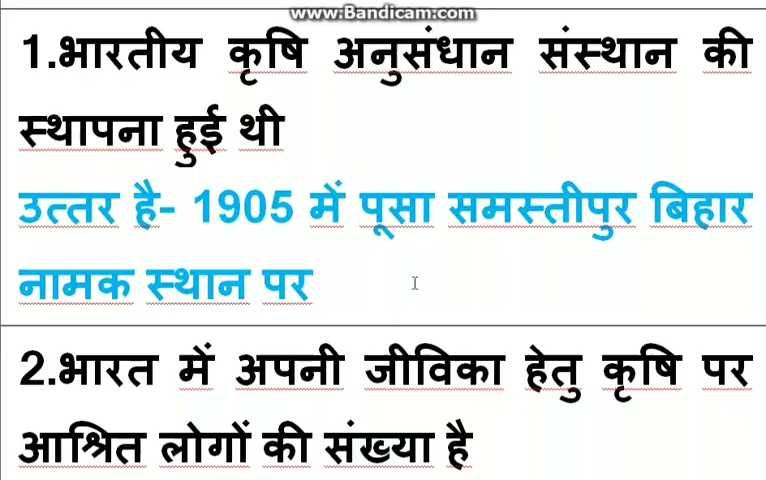 www.Bandicam.com
1.भारतीय कृषि अनुसंधान संस्थान की
स्थापना हुई थी
उत्तर है- 1905 में पूसा समस्तीपुर बिहार
नामक स्थान पर
2.भारत में अपनी जीविका हेतु कृषि पर
आश्रित लोगों की संख्या है